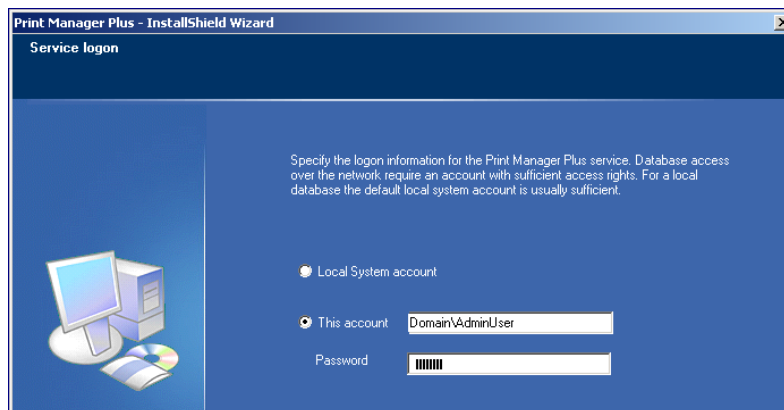 Print Manager Plus - InstallShield Wizard
Service logon
Specify the logon information for the Print Manager Plus service. Database access
over the network require an account with sufficient access rights. For a local
database the default local system account is usually sufficient.
Local System account
This account Domain\AdminUser
Password